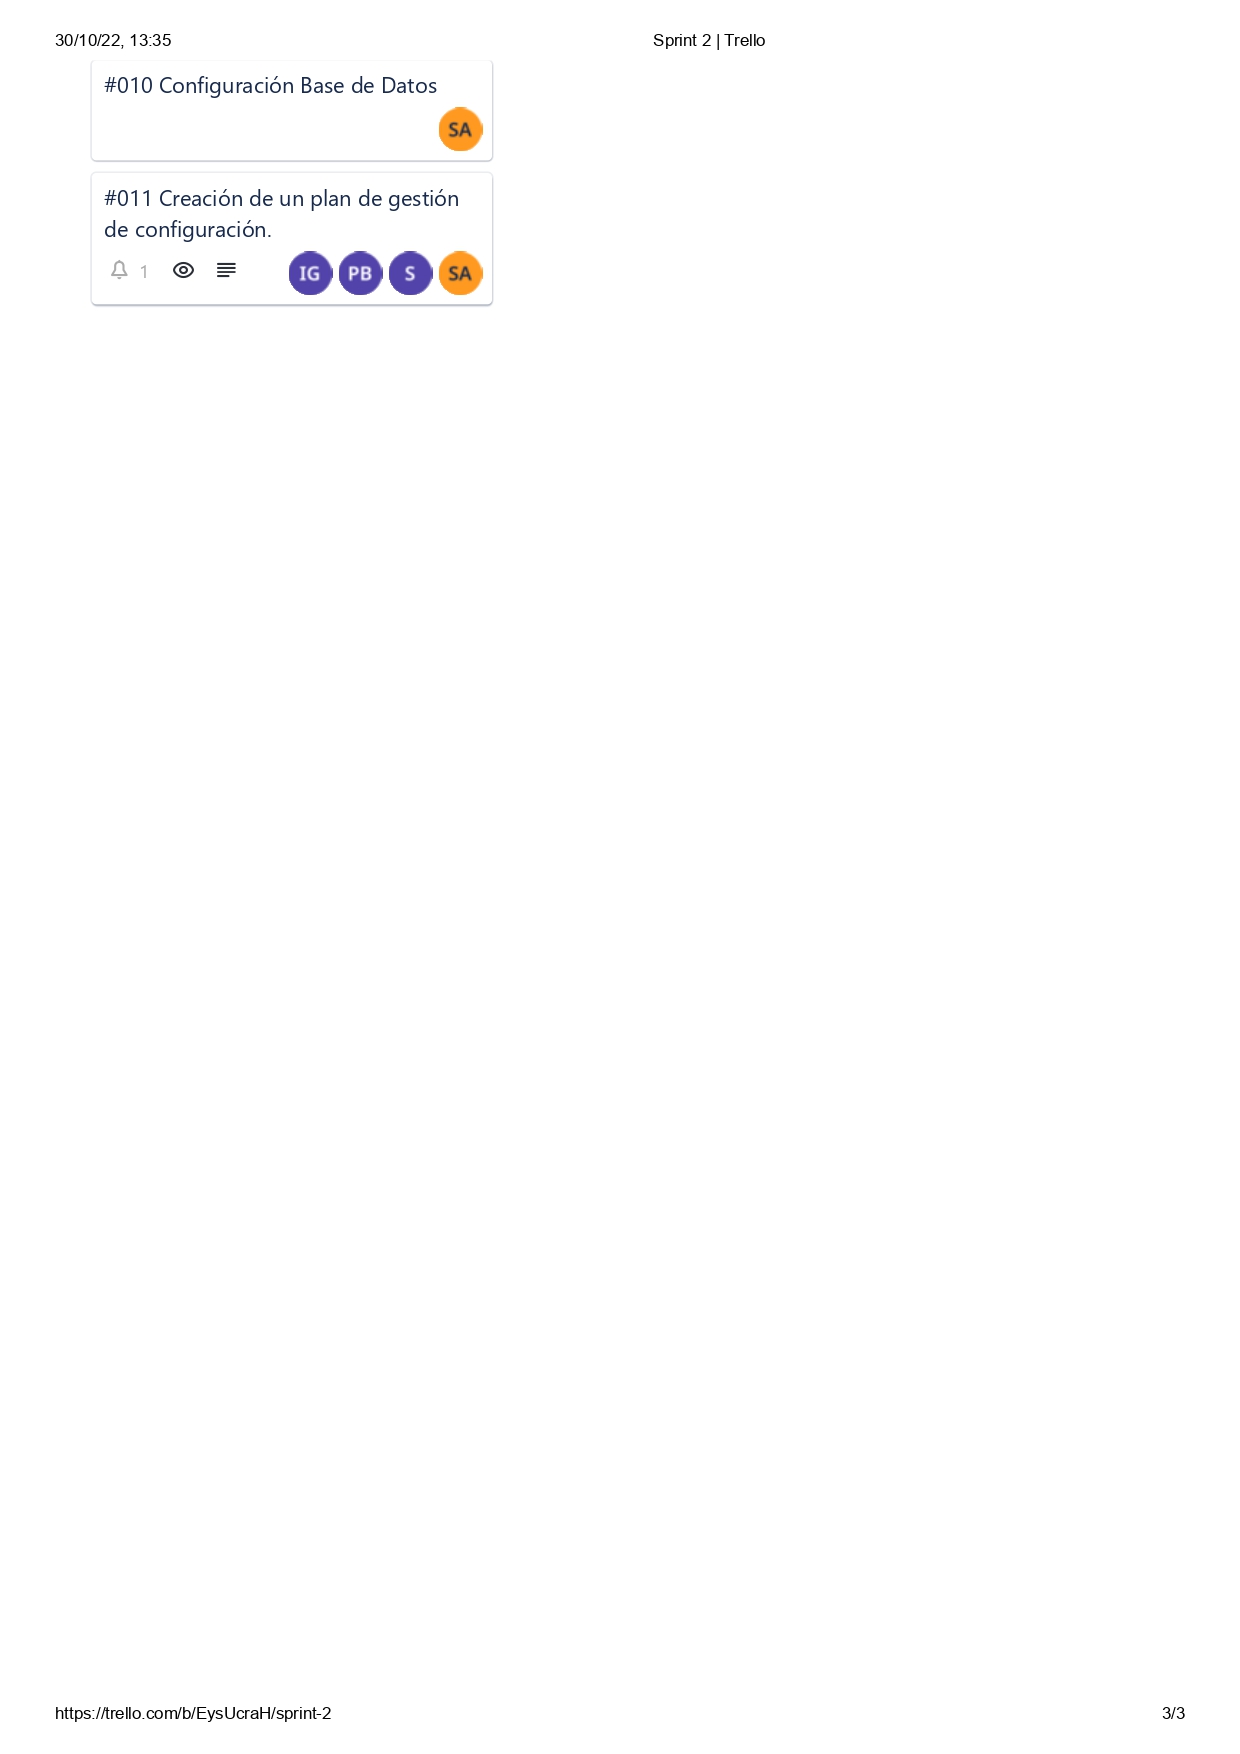 30/10/22, 13:35 Sprint 2 | Trello
#010 Configuración Base de Datos
SA
#011 Creación de un plan de gestión
de configuración.
1 IG PB S SA
https://trello.com/b/EysUcraH/sprint-2 3/3